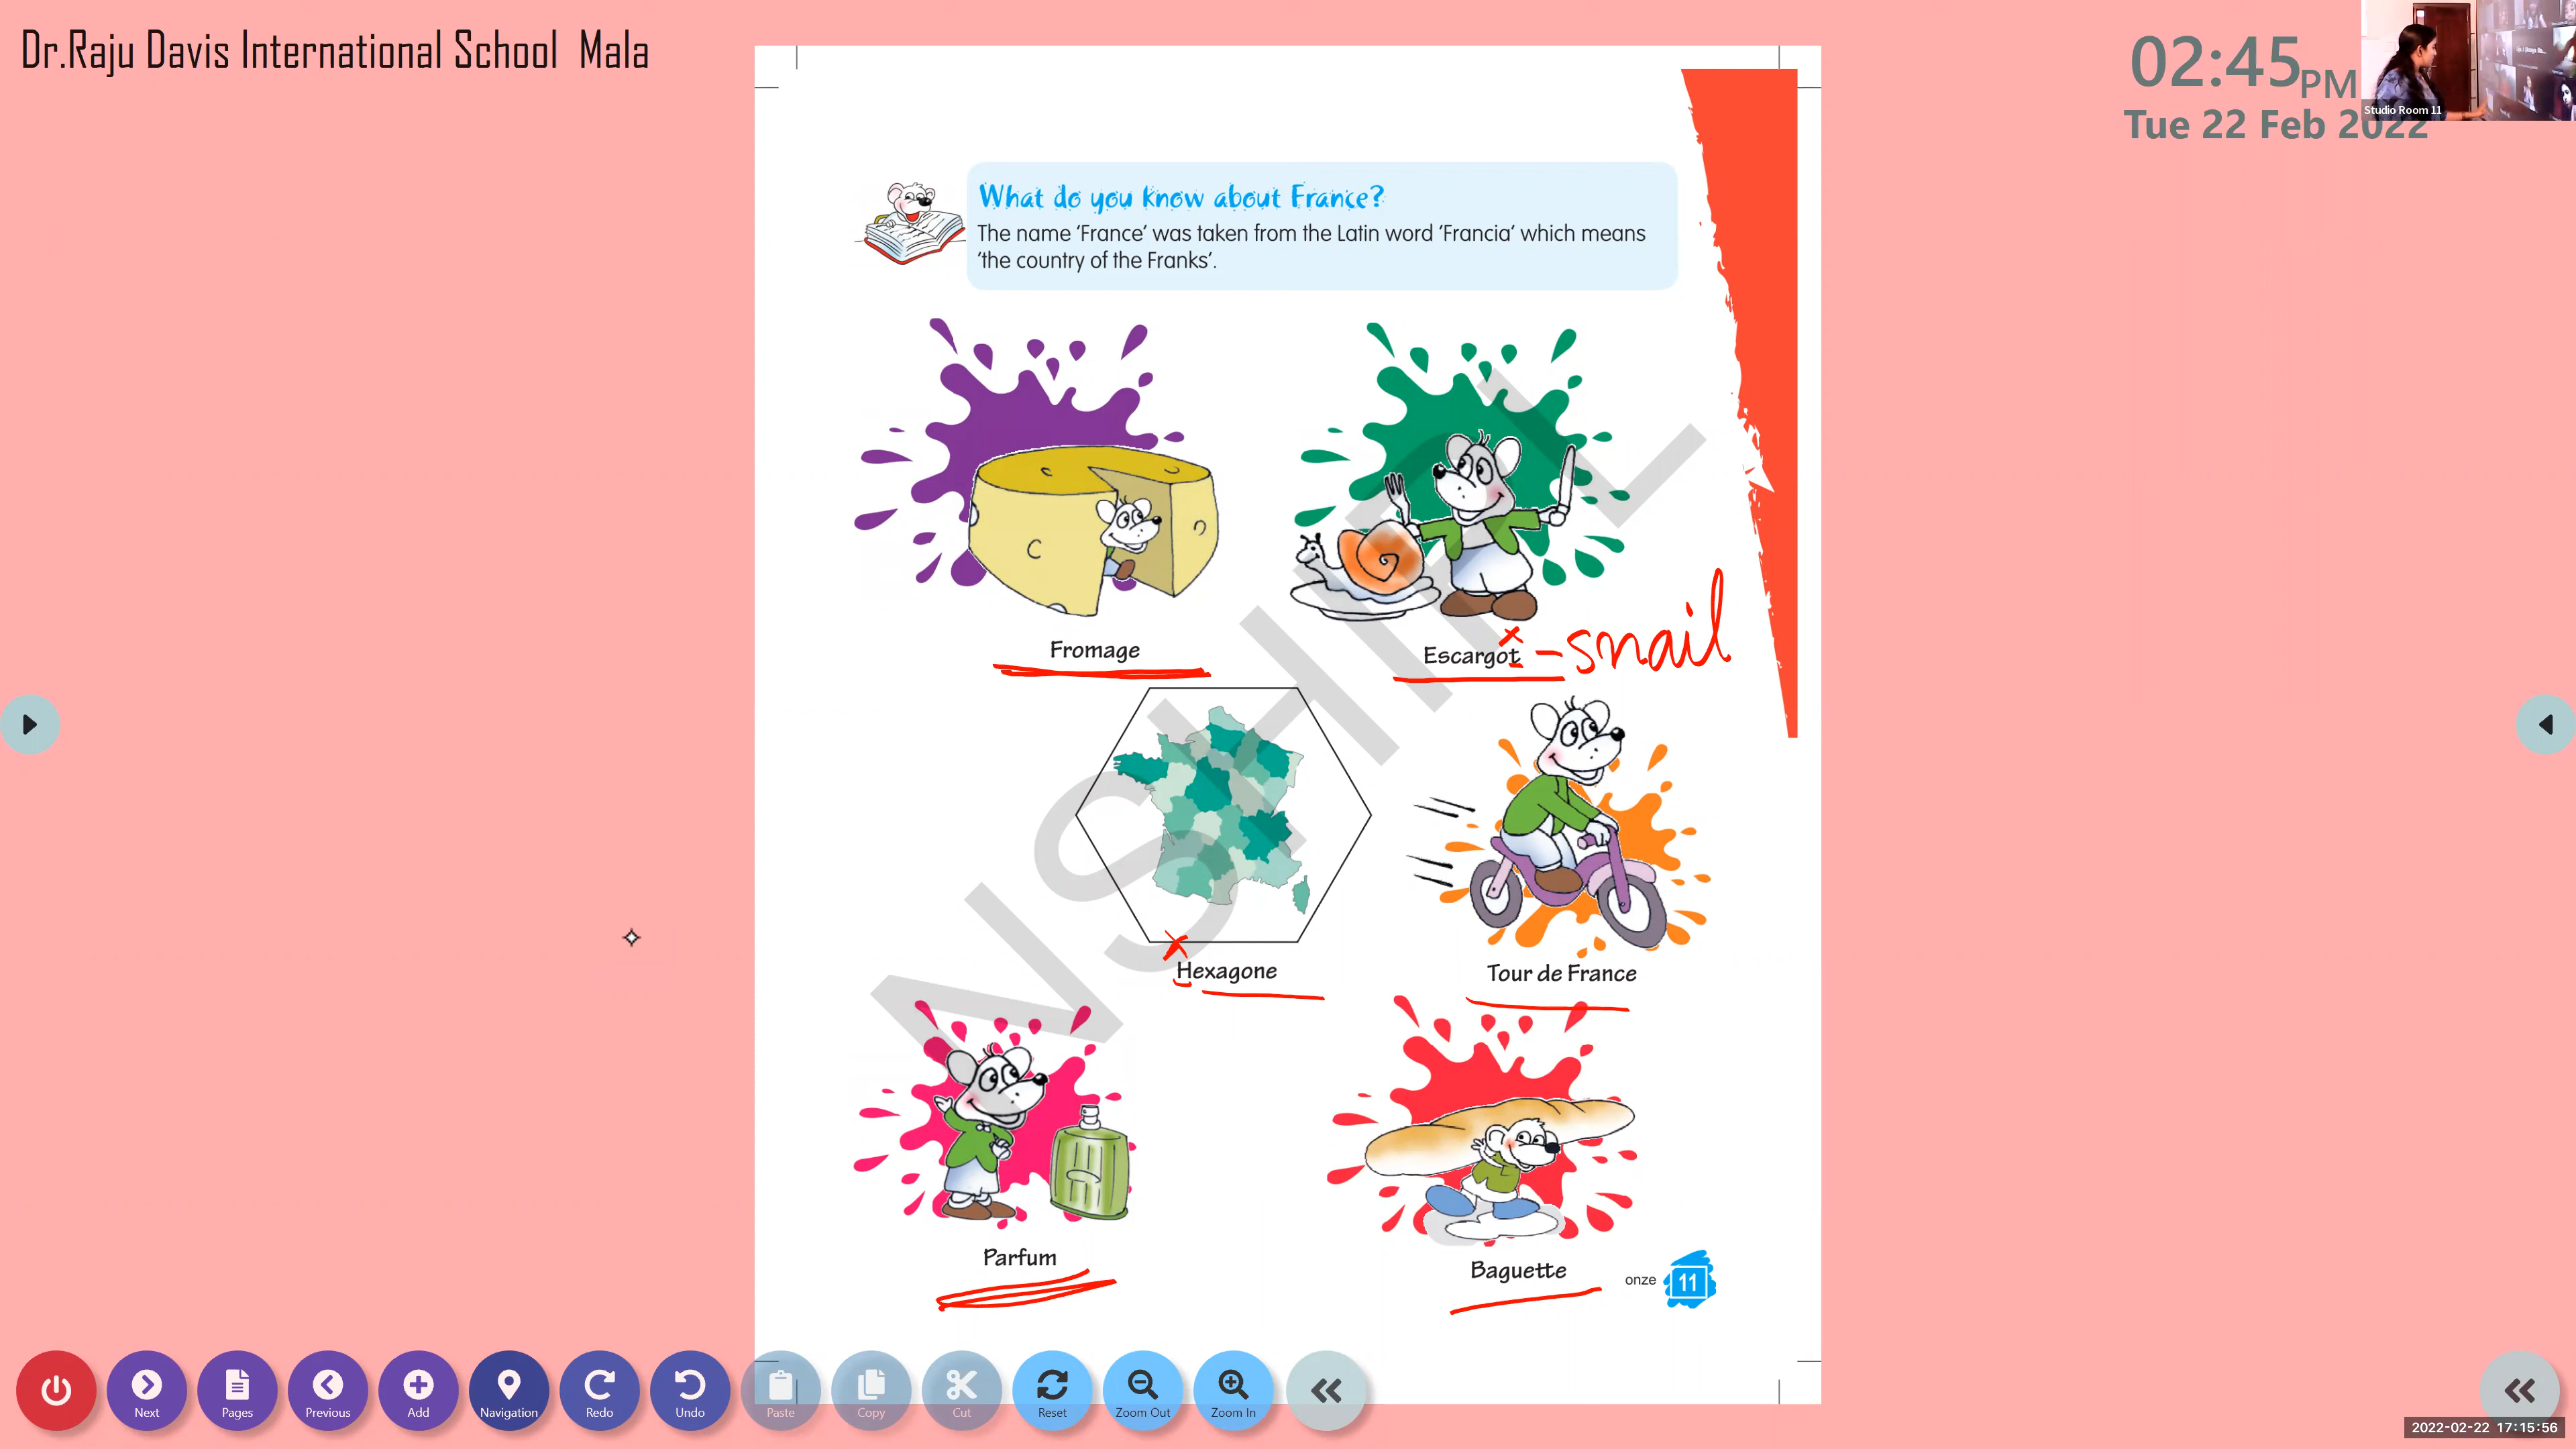 Dr.Raju Davis International School Mala
02:45PM
Tue 22 Feb 2022
Studio Room 11
What do you know about France?
The name ‘France‘ was taken from the Latin word ‘Francia’ which means
‘the country of the Franks‘.
Fromage
Escargot
x
- snail
x
Hexagone
Tour de France
Parfum
Baguette
onze
11
NSHIPL
Next
Pages
Previous
Add
Navigation
Redo
Undo
Paste
Copy
Cut
Reset
Zoom Out
Zoom In
2022-02-22 17:15:56